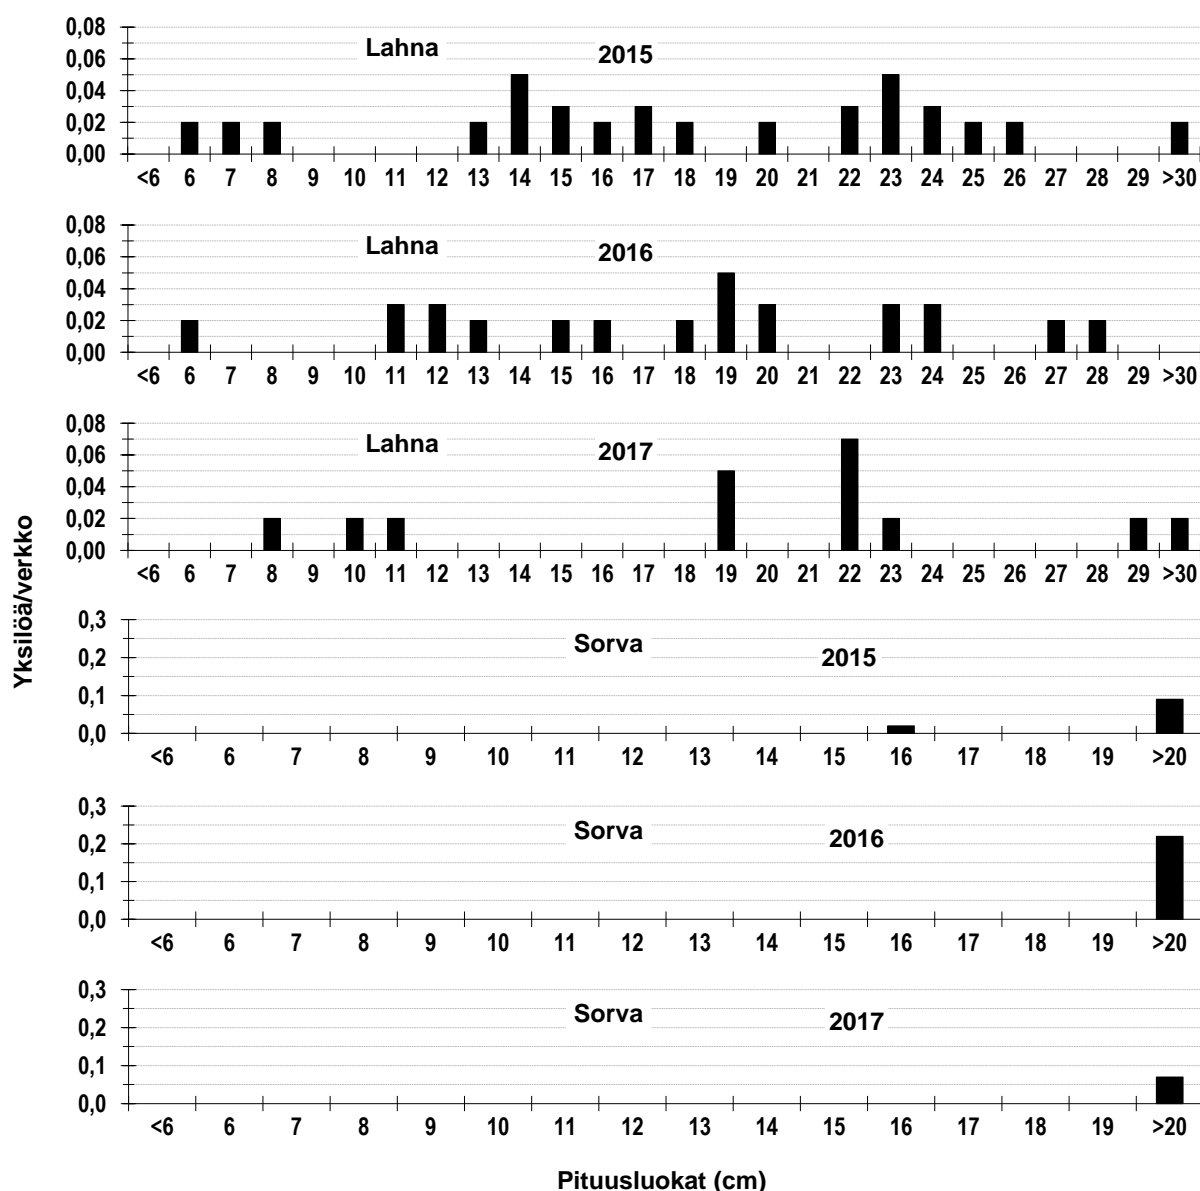 0,08
0,06
0,04
0,02
0,00
Lahna 2015
<6 6 7 8 9 10 11 12 13 14 15 16 17 18 19 20 21 22 23 24 25 26 27 28 29 >30
0,08
0,06
0,04
0,02
0,00
Lahna 2016
<6 6 7 8 9 10 11 12 13 14 15 16 17 18 19 20 21 22 23 24 25 26 27 28 29 >30
0,08
0,06
0,04
0,02
0,00
Lahna 2017
<6 6 7 8 9 10 11 12 13 14 15 16 17 18 19 20 21 22 23 24 25 26 27 28 29 >30
Yksilöä/verkko
0,3
0,2
0,1
0,0
Sorva 2015
<6 6 7 8 9 10 11 12 13 14 15 16 17 18 19 >20
0,3
0,2
0,1
0,0
Sorva 2016
<6 6 7 8 9 10 11 12 13 14 15 16 17 18 19 >20
0,3
0,2
0,1
0,0
Sorva 2017
<6 6 7 8 9 10 11 12 13 14 15 16 17 18 19 >20
Pituusluokat (cm)